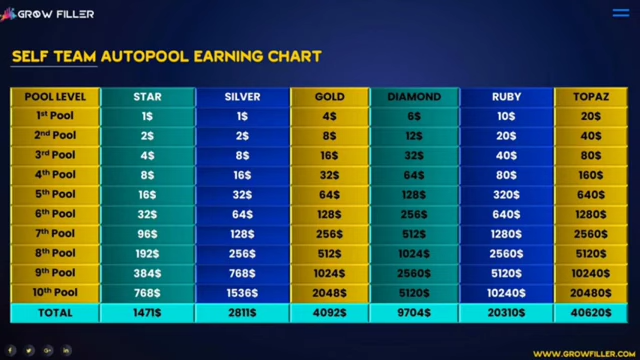 GROW FILLER
SELF TEAM AUTOPOOL EARNING CHART
POOL LEVEL STAR SILVER GOLD DIAMOND RUBY TOPAZ
1st Pool 1$ 1$ 4$ 6$ 10$ 20$
2nd Pool 2$ 2$ 8$ 12$ 20$ 40$
3rd Pool 4$ 8$ 16$ 32$ 40$ 80$
4th Pool 8$ 16$ 32$ 64$ 80$ 160$
5th Pool 16$ 32$ 64$ 128$ 320$ 640$
6th Pool 32$ 64$ 128$ 256$ 640$ 1280$
7th Pool 96$ 128$ 256$ 512$ 1280$ 2560$
8th Pool 192$ 256$ 512$ 1024$ 2560$ 5120$
9th Pool 384$ 768$ 1024$ 2560$ 5120$ 10240$
10th Pool 768$ 1536$ 2048$ 5120$ 10240$ 20480$
TOTAL 1471$ 2811$ 4092$ 9704$ 20310$ 40620$
WWW.GROWFILLER.COM